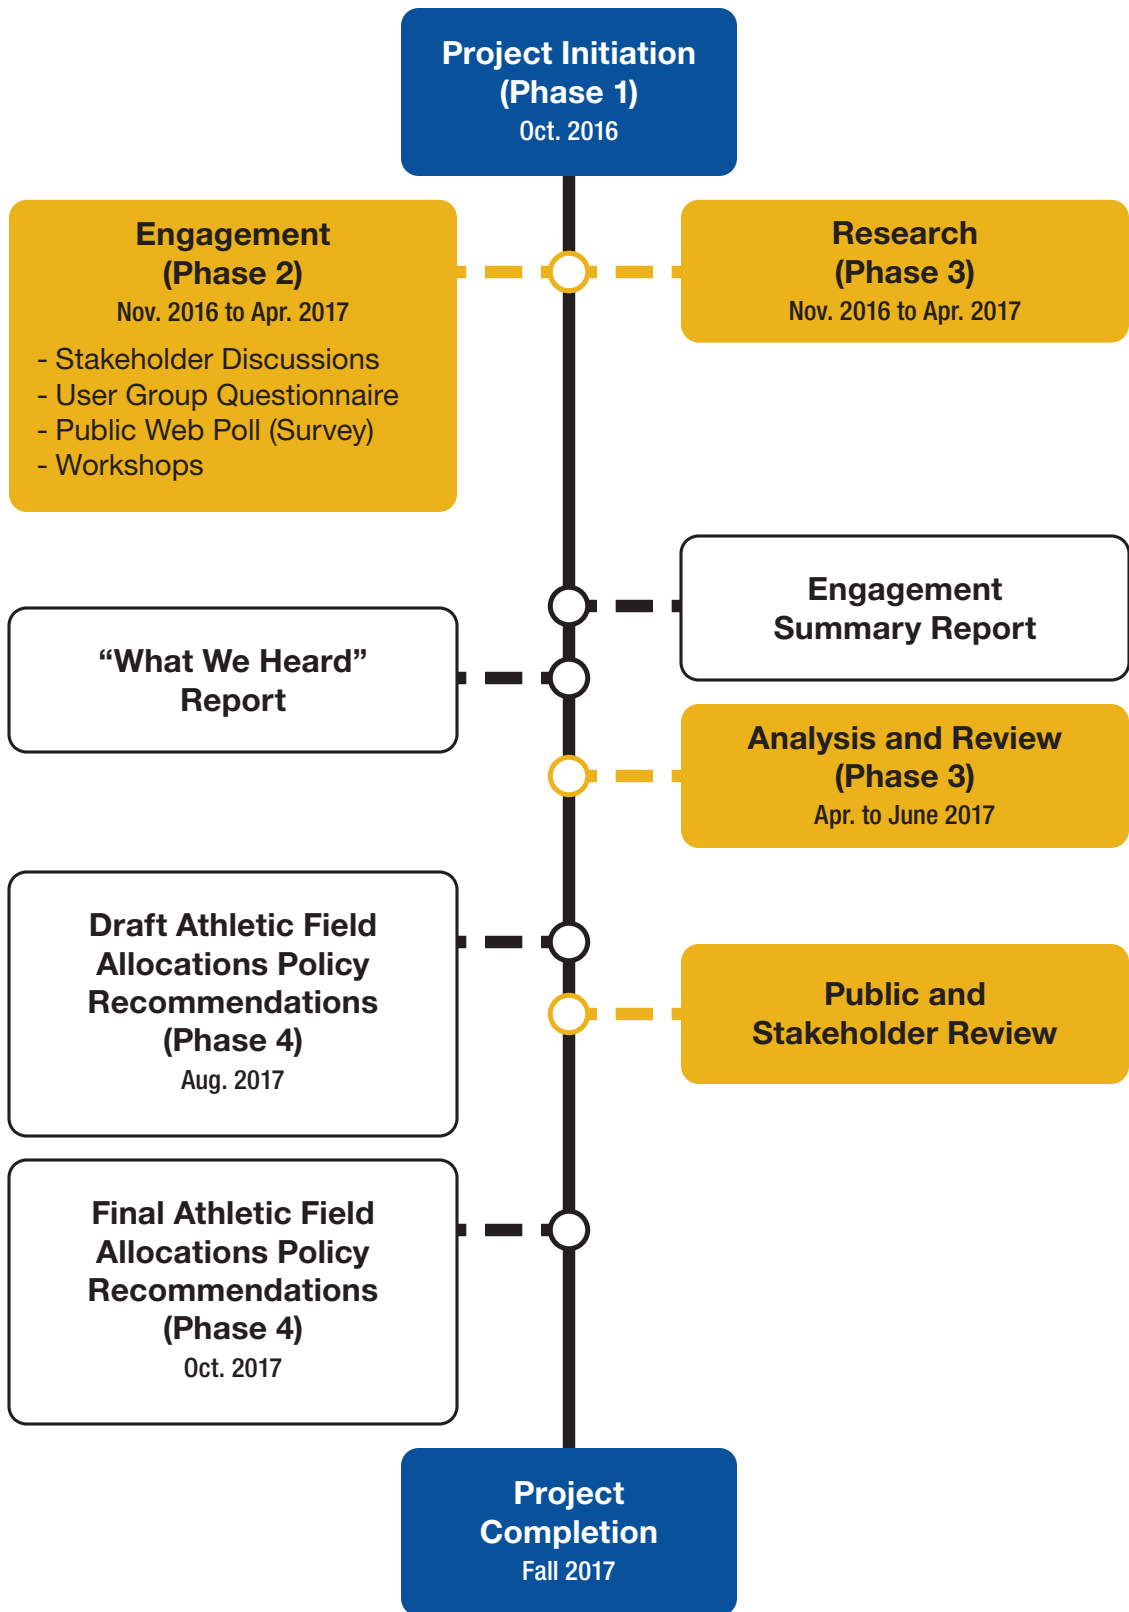 Project Initiation
(Phase 1)
Oct. 2016
Engagement
(Phase 2)
Nov. 2016 to Apr. 2017
- Stakeholder Discussions
- User Group Questionnaire
- Public Web Poll (Survey)
- Workshops
Research
(Phase 3)
Nov. 2016 to Apr. 2017
Engagement
Summary Report
“What We Heard”
Report
Analysis and Review
(Phase 3)
Apr. to June 2017
Draft Athletic Field
Allocations Policy
Recommendations
(Phase 4)
Aug. 2017
Public and
Stakeholder Review
Final Athletic Field
Allocations Policy
Recommendations
(Phase 4)
Oct. 2017
Project
Completion
Fall 2017